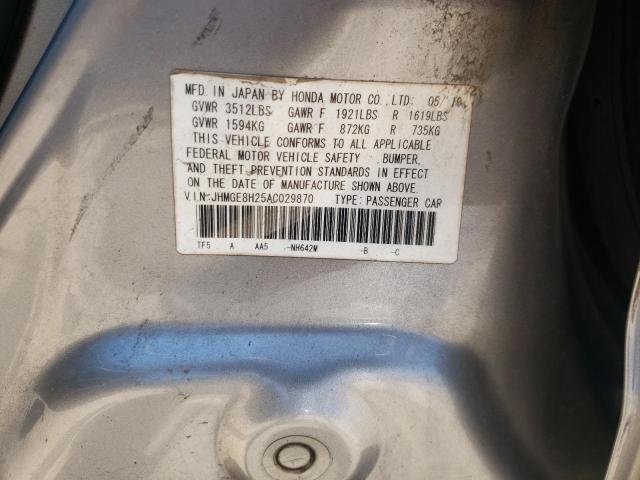 MFD. IN JAPAN BY HONDA MOTOR CO., LTD. 05/10
GVWR 3512LBS GAWR F 1921LBS R 1619LBS
GVWR 1594KG GAWR F 872KG R 735KG
THIS VEHICLE CONFORMS TO ALL APPLICABLE
FEDERAL MOTOR VEHICLE SAFETY, BUMPER,
AND THEFT PREVENTION STANDARDS IN EFFECT
ON THE DATE OF MANUFACTURE SHOWN ABOVE.
V.I.N:JHMGE8H25AC029870 TYPE: PASSENGER CAR
TF5 A AA5 -NH642M -B -C